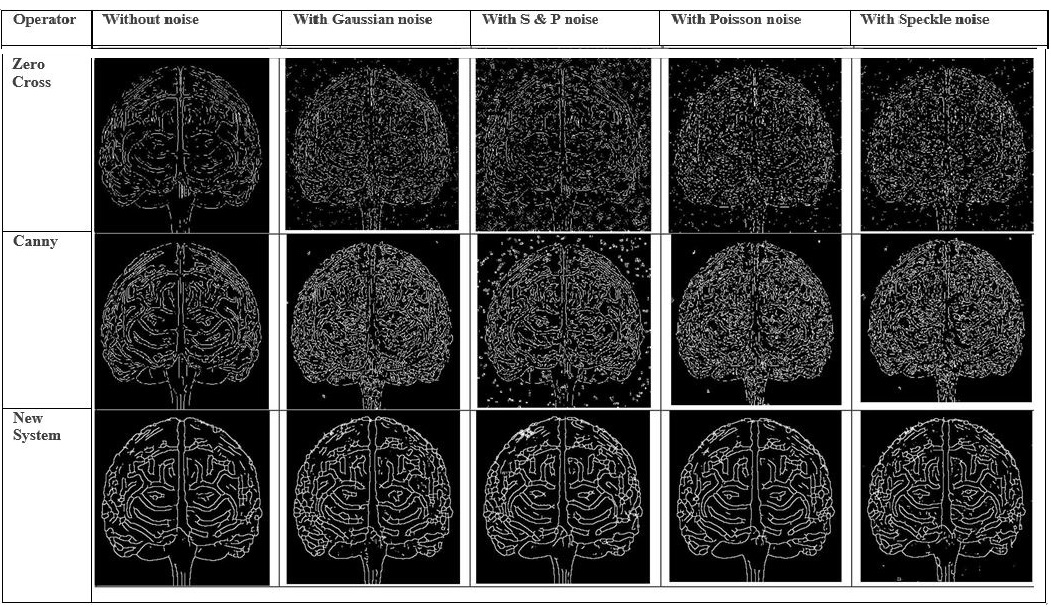 Operator Without noise With Gaussian noise With S & P noise With Poisson noise With Speckle noise
Zero
Cross
Canny
New
System